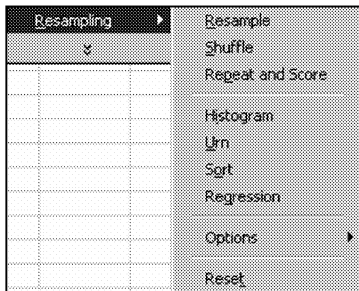 Resampling
Resample
Shuffle
Repeat and Score
Histogram
Urn
Sort
Regression
Options
Reset